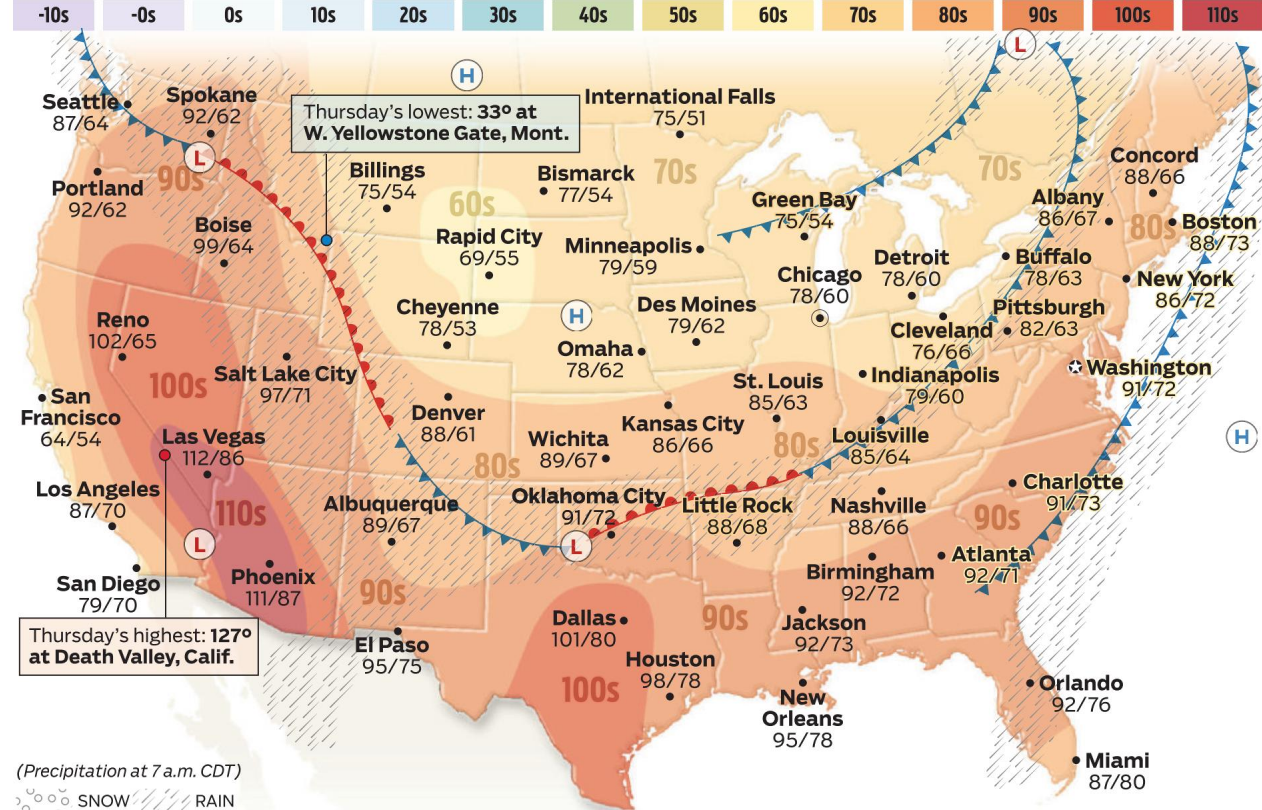 -10s -0s 0s 10s 20s 30s 40s 50s 60s 70s 80s 90s 100s 110s
L
H
Seattle
87/64
Spokane
92/62
Thursday's lowest: 33º at
W. Yellowstone Gate, Mont.
International Falls
75/51
L
90s
Portland
92/62
Billings
75/54
Bismarck
77/54
70s
70s
Concord
88/66
60s
Green Bay
75/54
Albany
86/67
80s
Boston
88/73
Boise
99/64
Rapid City
69/55
Minneapolis
79/59
Chicago
78/60
Detroit
78/60
Buffalo
78/63
New York
86/72
Reno
102/65
Cheyenne
78/53
H
Des Moines
79/62
Cleveland
76/66
Pittsburgh
82/63
Omaha
78/62
Salt Lake City
97/71
100s
St. Louis
85/63
Indianapolis
79/60
Washington
91/72
San
Francisco
64/54
Denver
88/61
Kansas City
86/66
Las Vegas
112/86
Wichita
89/67
80s
80s
Louisville
85/64
H
Los Angeles
87/70
110s
Albuquerque
89/67
Oklahoma City
91/72
Little Rock
88/68
Nashville
88/66
Charlotte
91/73
90s
L
L
Atlanta
92/71
San Diego
79/70
Phoenix
111/87
90s
Birmingham
92/72
Thursday's highest: 127º
at Death Valley, Calif.
El Paso
95/75
Dallas
101/80
90s
Jackson
92/73
Houston
98/78
100s
New
Orleans
95/78
Orlando
92/76
Miami
87/80
(Precipitation at 7 a.m. CDT)
SNOW RAIN